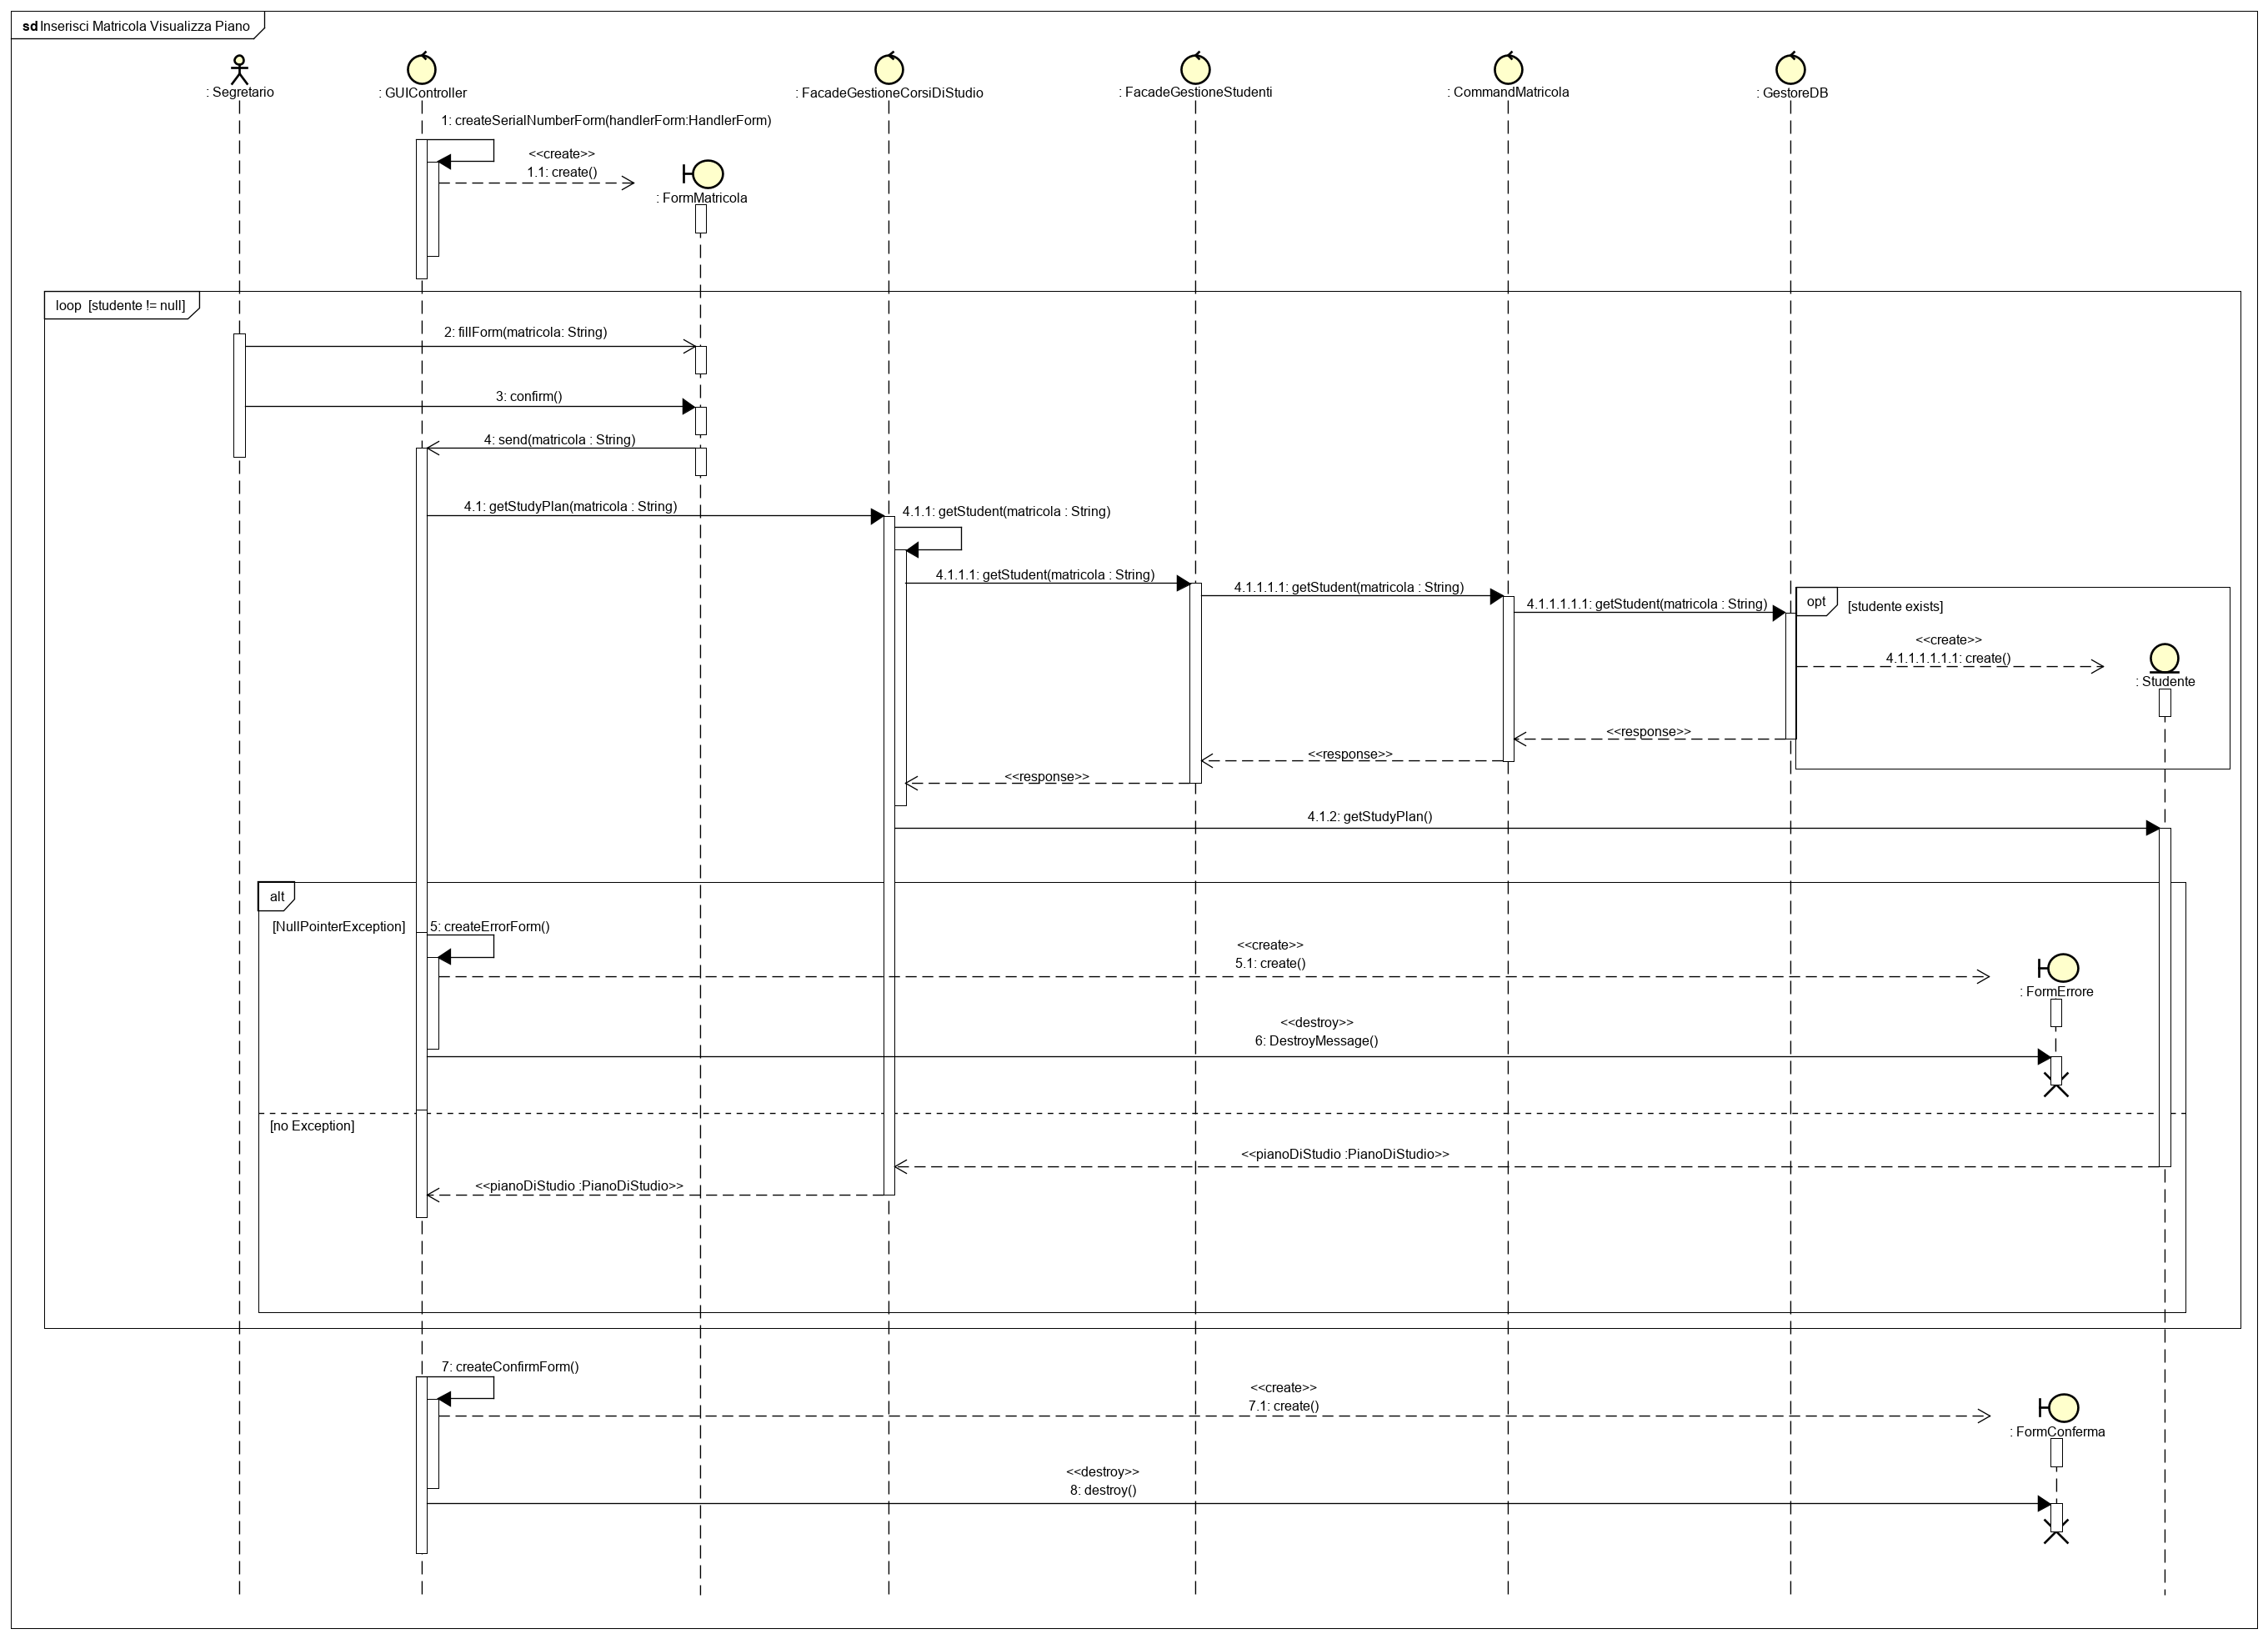 sd Inserisci Matricola Visualizza Piano
: Segretario
: GUIController
: FacadeGestioneCorsiDiStudio
: FacadeGestioneStudenti
: CommandMatricola
: GestoreDB
1: createSerialNumberForm(handlerForm:HandlerForm)
<<create>>
1.1: create()
: FormMatricola
loop [studente != null]
2: fillForm(matricola: String)
3: confirm()
4: send(matricola : String)
4.1: getStudyPlan(matricola : String)
4.1.1: getStudent(matricola : String)
4.1.1.1: getStudent(matricola : String)
4.1.1.1.1: getStudent(matricola : String)
4.1.1.1.1.1: getStudent(matricola : String)
opt
[studente exists]
<<create>>
4.1.1.1.1.1.1: create()
: Studente
<<response>>
<<response>>
<<response>>
4.1.2: getStudyPlan()
alt
[NullPointerException]
5: createErrorForm()
<<create>>
5.1: create()
: FormErrore
<<destroy>>
6: DestroyMessage()
[no Exception]
<<pianoDiStudio :PianoDiStudio>>
<<pianoDiStudio :PianoDiStudio>>
7: createConfirmForm()
<<create>>
7.1: create()
: FormConferma
<<destroy>>
8: destroy()